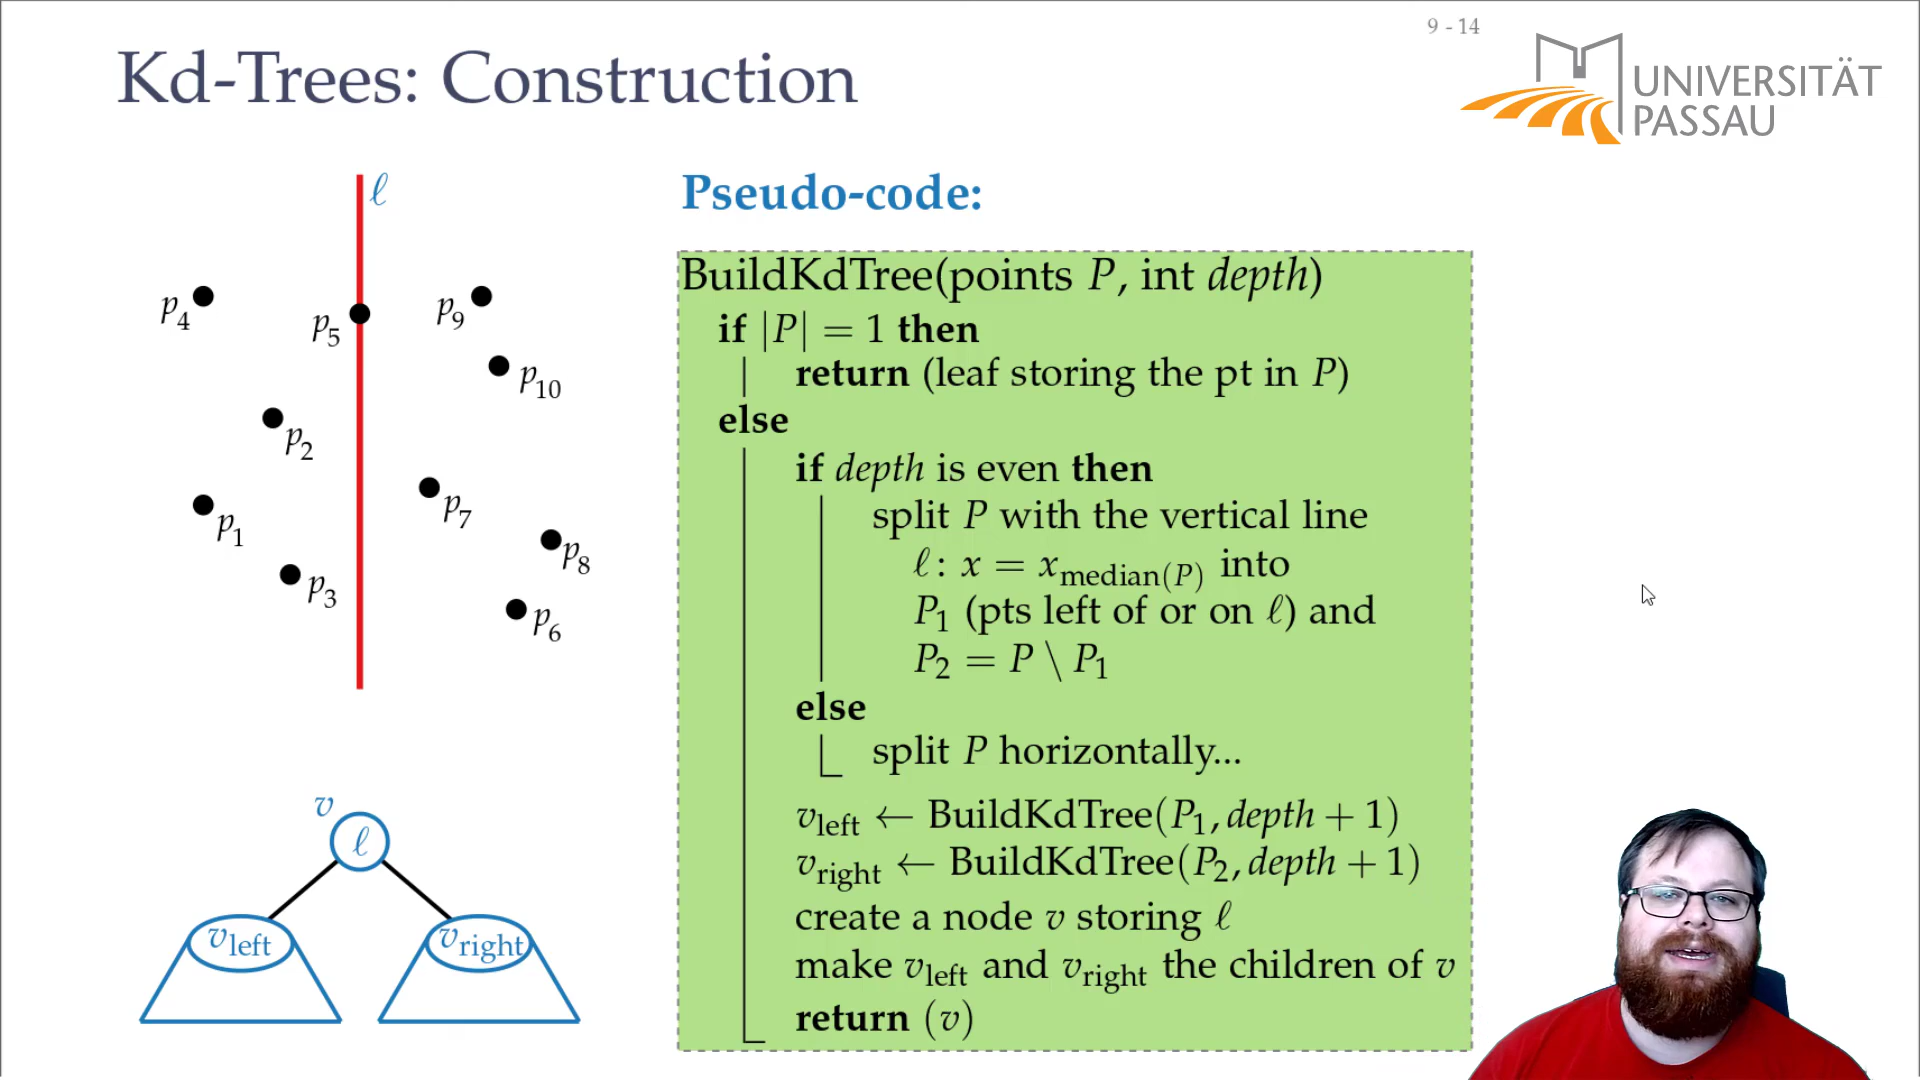 9 - 14
Kd-Trees: Construction
UNIVERSITÄT
PASSAU
ℓ
p4
p5
p9
p10
p2
p1
p7
p8
p3
p6
v
ℓ
vleft
vright
Pseudo-code:
BuildKdTree(points P, int depth)
if |P| = 1 then
return (leaf storing the pt in P)
else
if depth is even then
split P with the vertical line
ℓ: x = xmedian(P) into
P1 (pts left of or on ℓ) and
P2 = P \ P1
else
split P horizontally...
vleft ← BuildKdTree(P1, depth + 1)
vright ← BuildKdTree(P2, depth + 1)
create a node v storing ℓ
make vleft and vright the children of v
return (v)